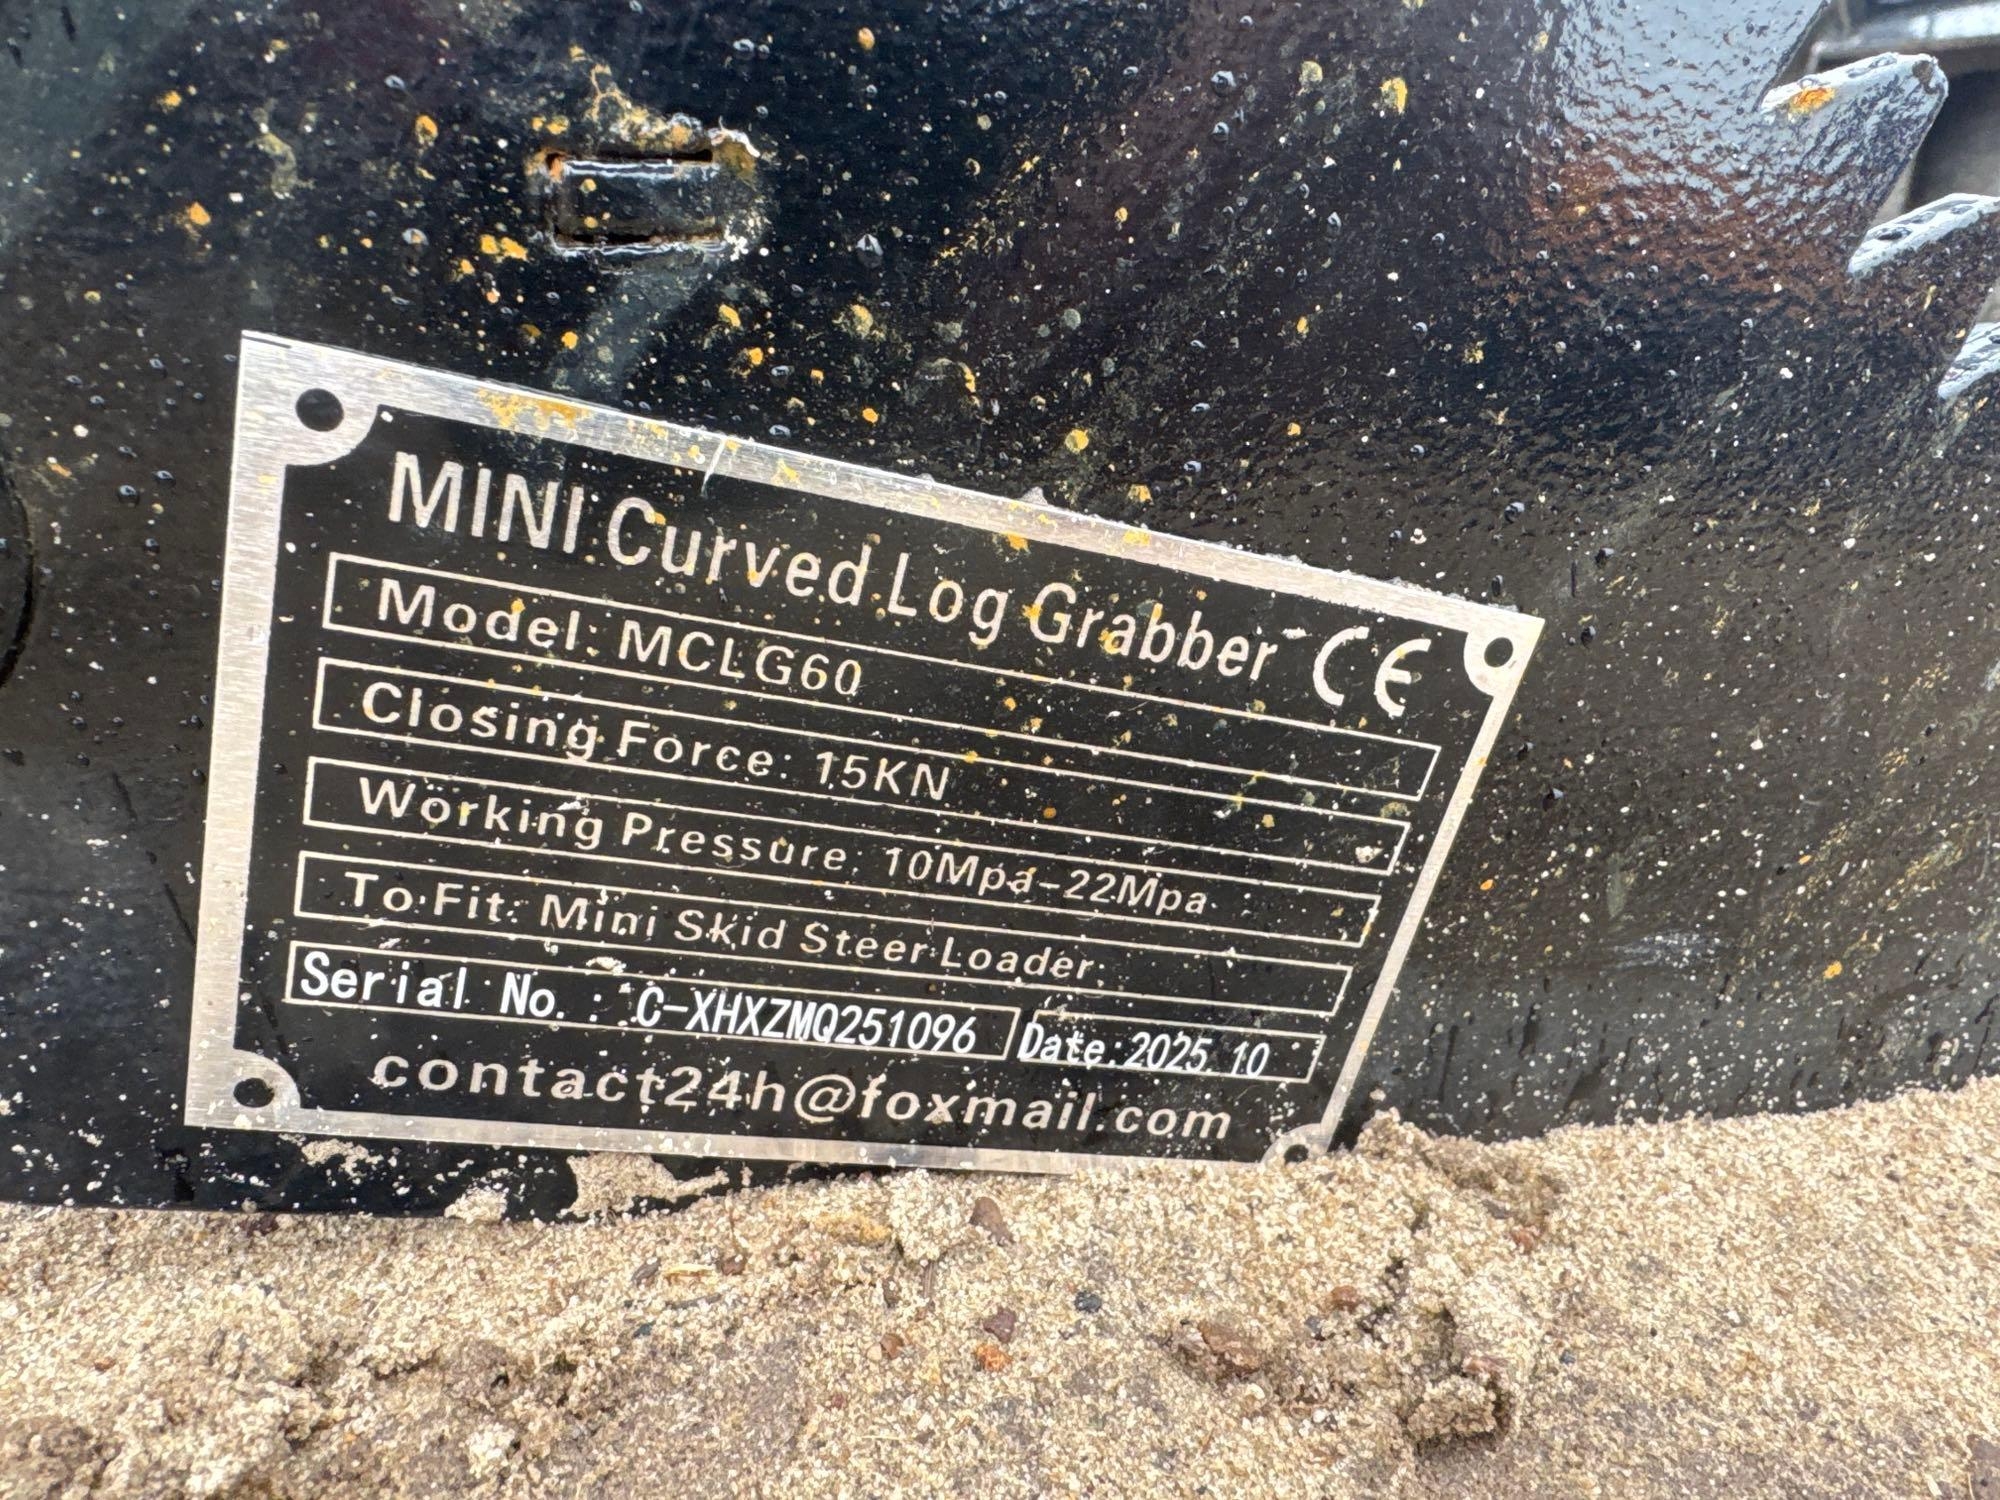 MINI Curved Log Grabber CE
Model: MCLG60
Closing Force: 15KN
Working Pressure: 10Mpa-22Mpa
To Fit: Mini Skid Steer Loader
Serial No.: C-XHXZMQ251096 Date:2025.10
contact24h@foxmail.com